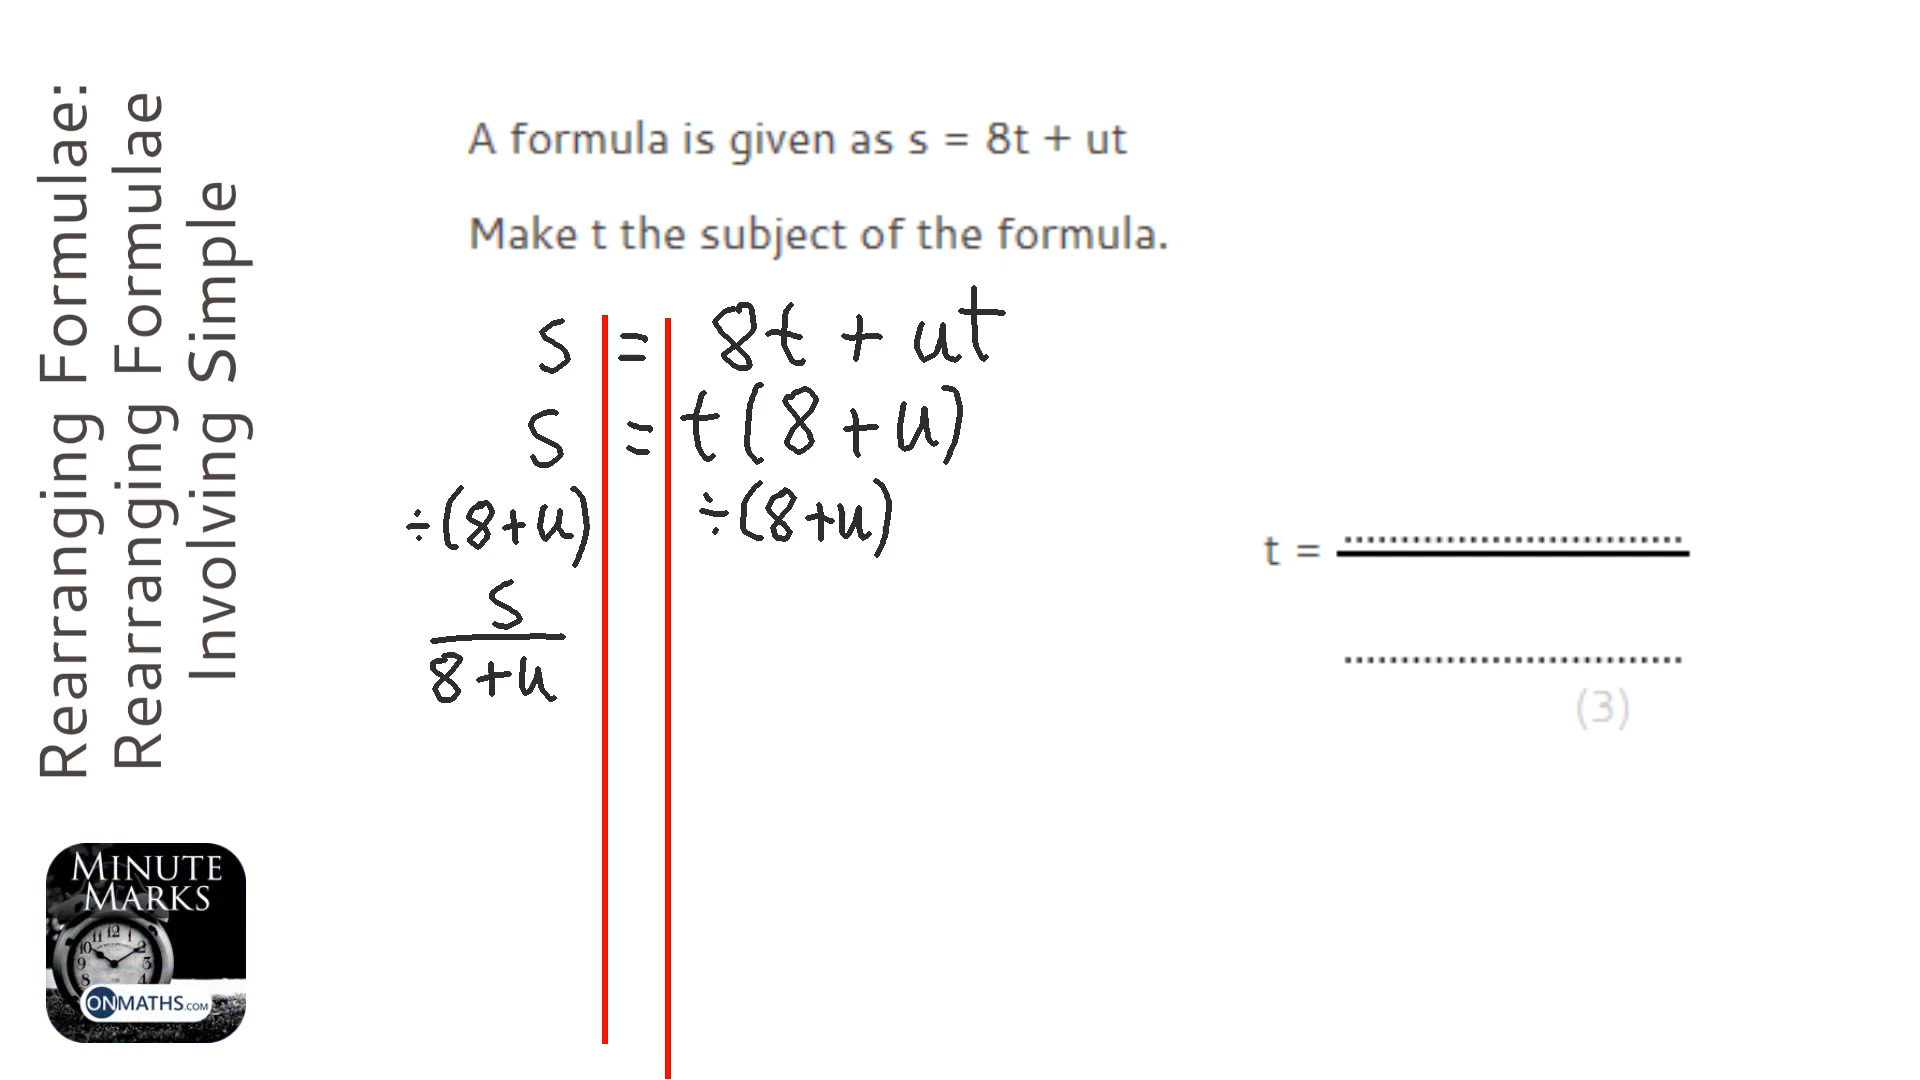 Rearranging Formulae:
Rearranging Formulae
Involving Simple
A formula is given as s = 8t + ut
Make t the subject of the formula.
s = 8t + ut
s = t(8+u)
÷(8+u) ÷(8+u)
s
8+u
t =
(3)
MINUTE
MARKS
ONMATHS.COM